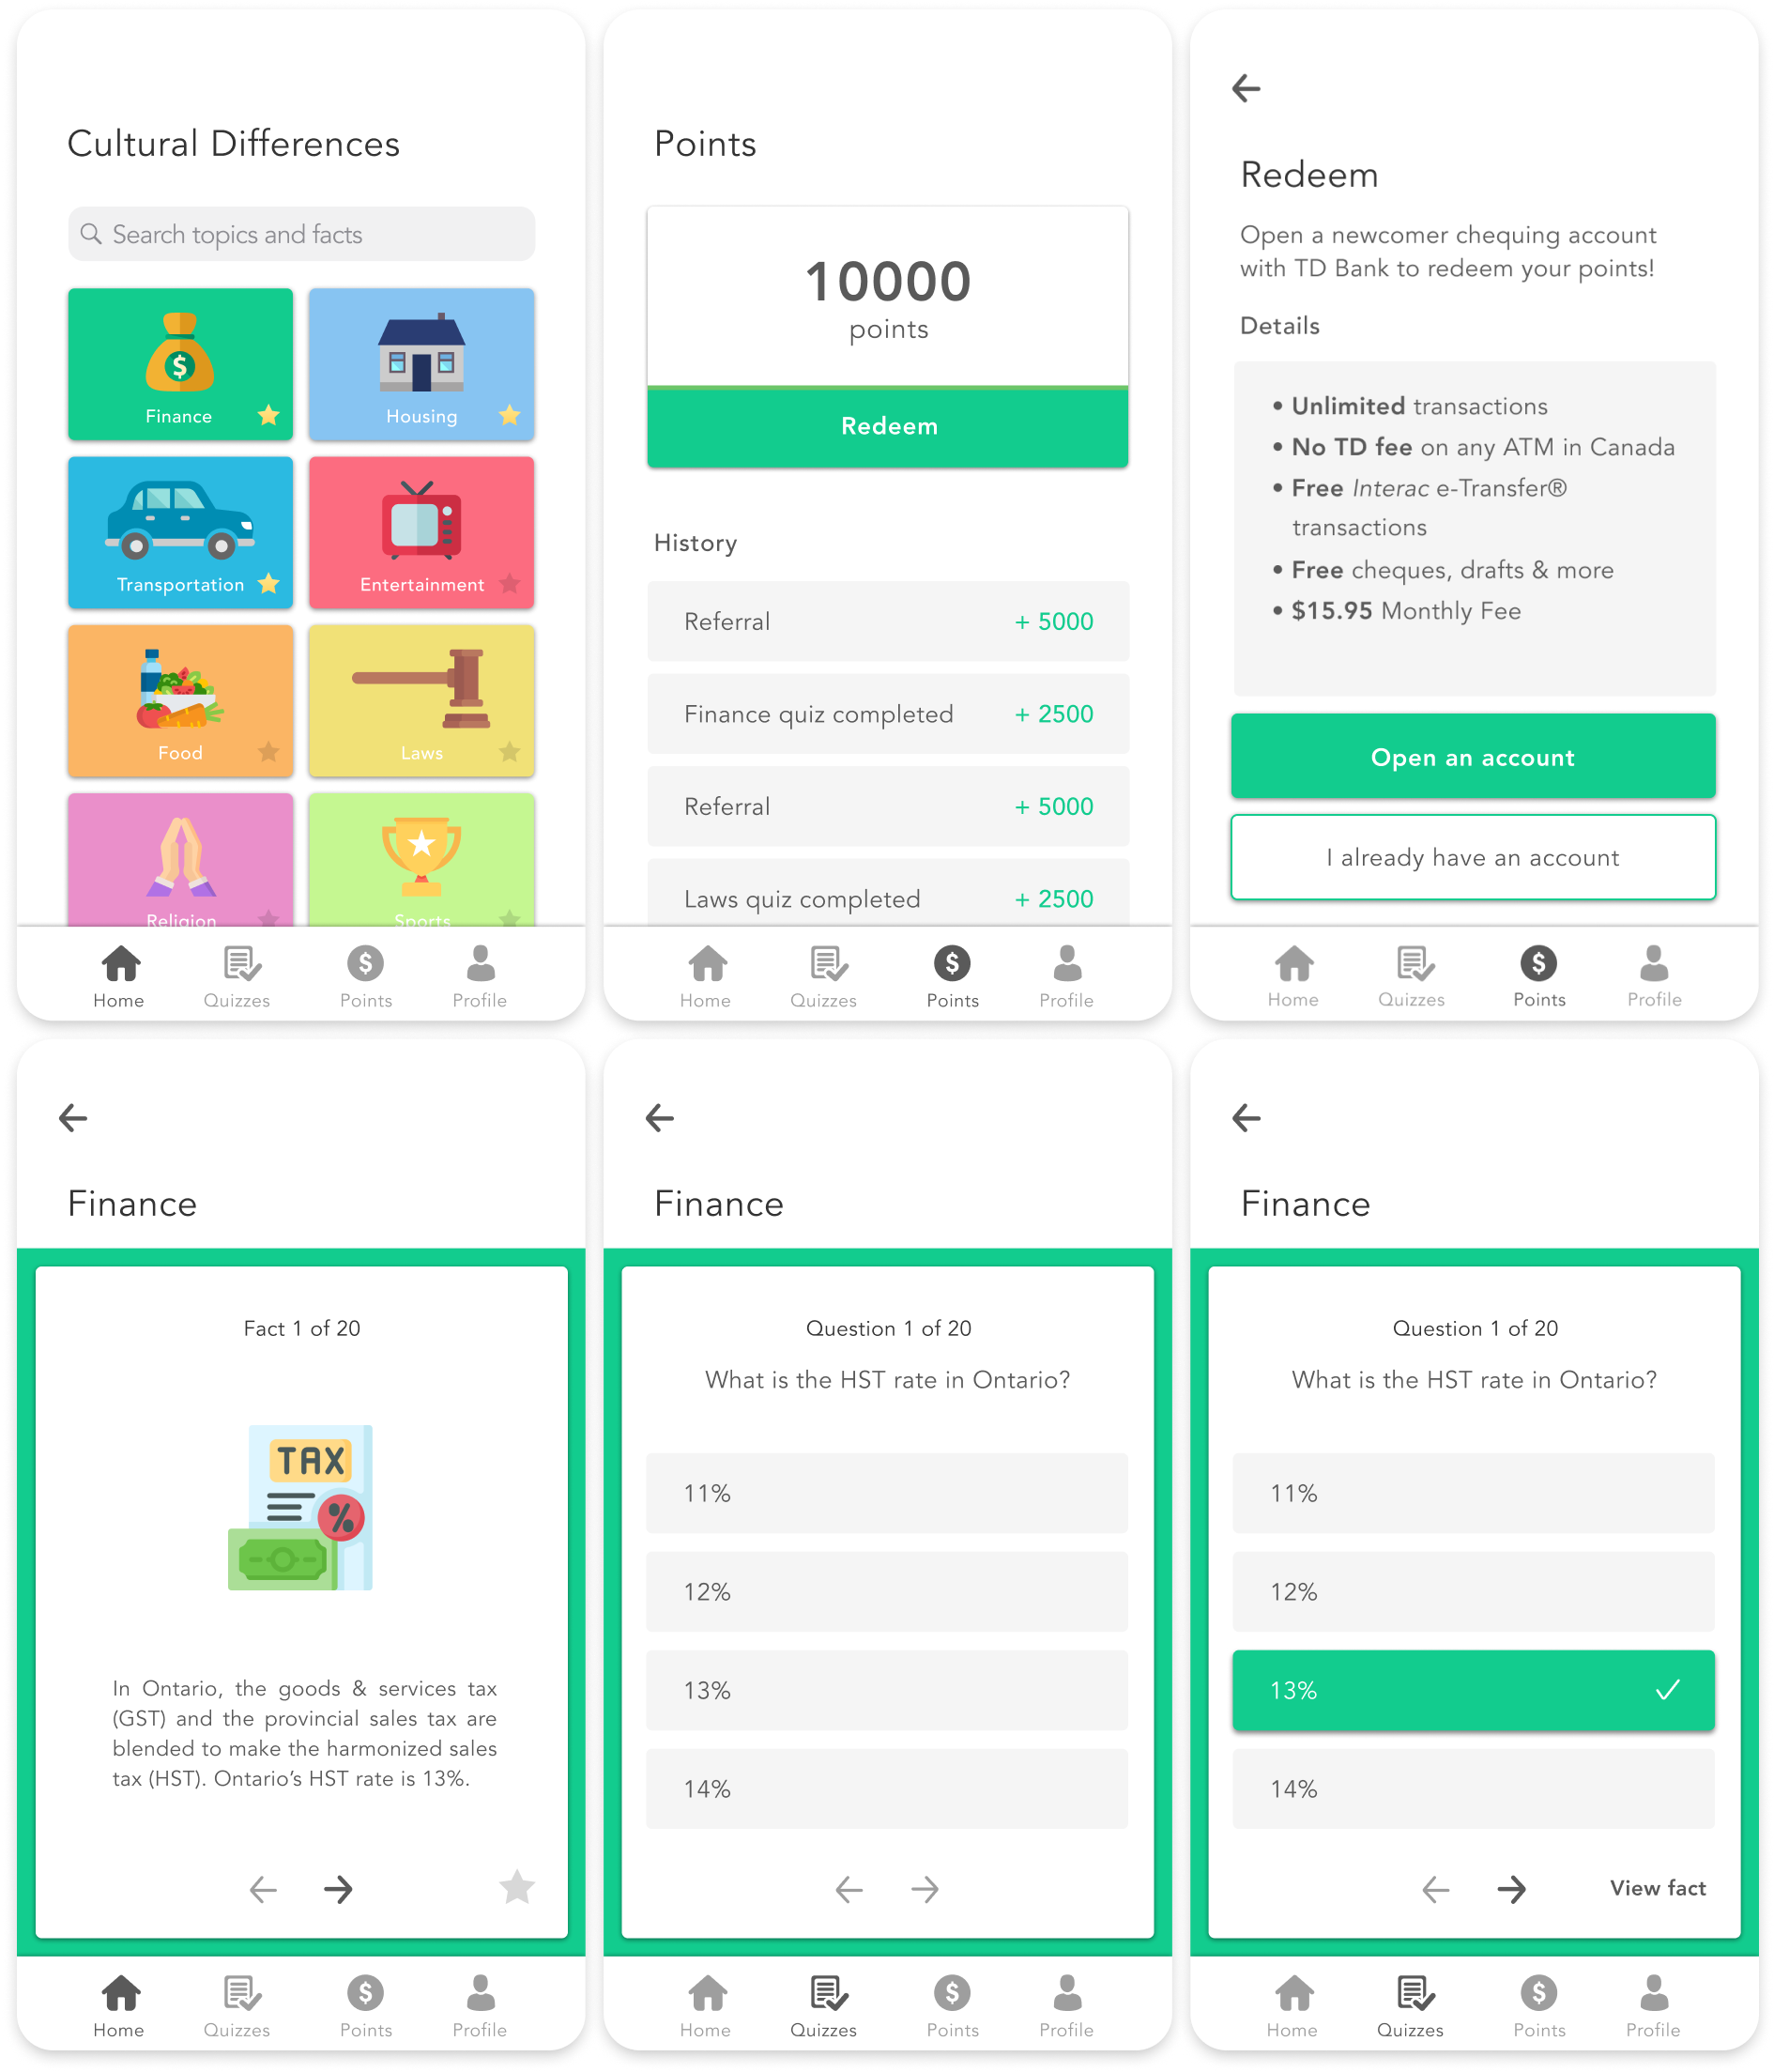 Cultural Differences
Search topics and facts
$
Finance
Housing
Transportation
Entertainment
Food
Laws
Religion
Sports
$
Home
Quizzes
Points
Profile
Points
10000
points
Redeem
History
Referral + 5000
Finance quiz completed + 2500
Referral + 5000
Laws quiz completed + 2500
$
Home
Quizzes
Points
Profile
Redeem
Open a newcomer chequing account
with TD Bank to redeem your points!
Details
• Unlimited transactions
• No TD fee on any ATM in Canada
• Free Interac e-Transfer®
transactions
• Free cheques, drafts & more
• $15.95 Monthly Fee
Open an account
I already have an account
$
Home
Quizzes
Points
Profile
Finance
Fact 1 of 20
TAX
%
In Ontario, the goods & services tax
(GST) and the provincial sales tax are
blended to make the harmonized sales
tax (HST). Ontario’s HST rate is 13%.
$
Home
Quizzes
Points
Profile
Finance
Question 1 of 20
What is the HST rate in Ontario?
11%
12%
13%
14%
$
Home
Quizzes
Points
Profile
Finance
Question 1 of 20
What is the HST rate in Ontario?
11%
12%
13%
14%
View fact
$
Home
Quizzes
Points
Profile